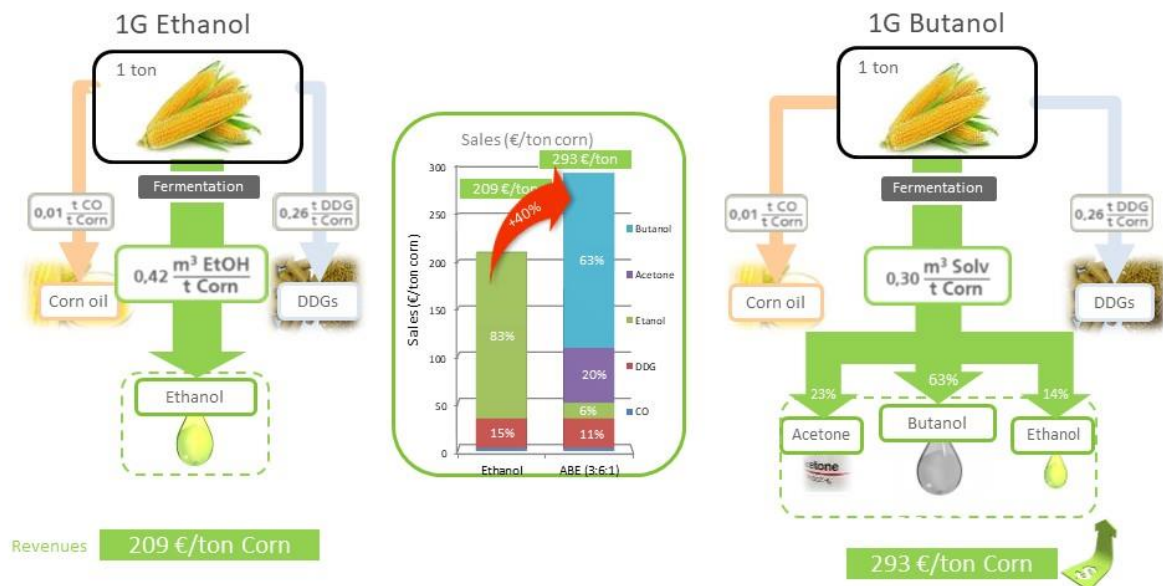 1G Ethanol
1 ton
Fermentation
0,01 t CO / t Corn
0,26 t DDG / t Corn
0,42 m³ EtOH / t Corn
Corn oil
DDGs
Ethanol
Revenues
209 €/ton Corn
Sales (€/ton corn)
300
250
200
150
100
50
0
Sales (€/ton corn)
209 €/ton
293 €/ton
+40%
83%
15%
63%
20%
6%
11%
Ethanol
ABE (3:6:1)
Butanol
Acetone
Etanol
DDG
CO
1G Butanol
1 ton
Fermentation
0,01 t CO / t Corn
0,26 t DDG / t Corn
0,30 m³ Solv / t Corn
Corn oil
DDGs
23%
63%
14%
Acetone
Butanol
Ethanol
293 €/ton Corn